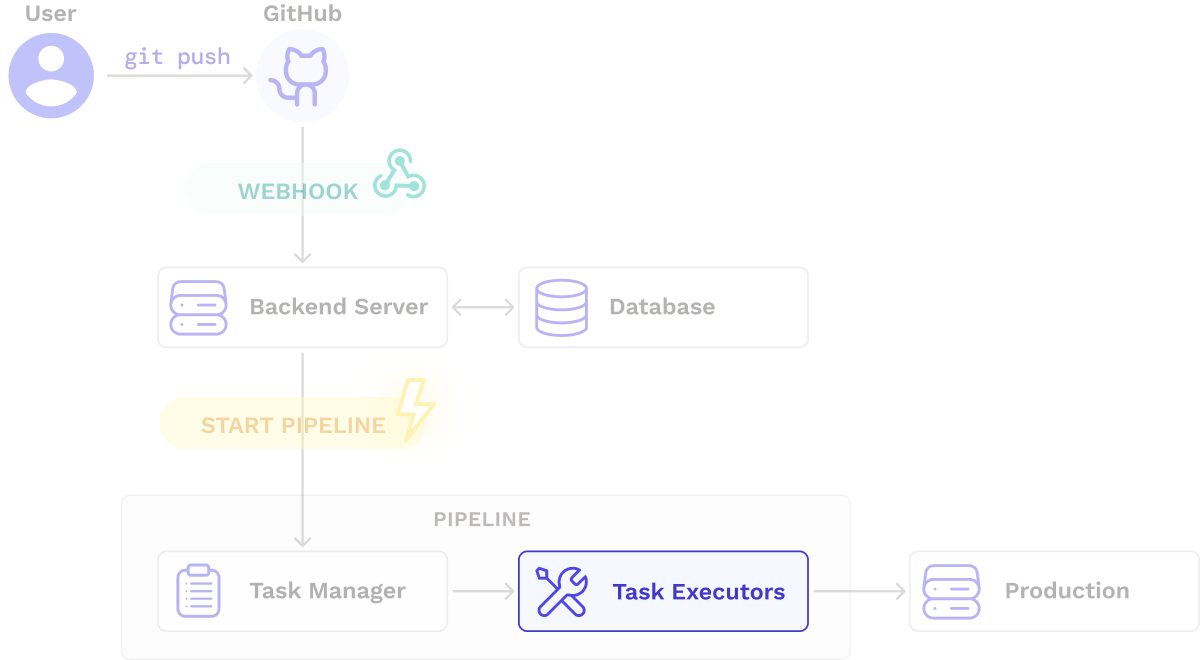 User
GitHub
git push
WEBHOOK
Backend Server
Database
START PIPELINE
PIPELINE
Task Manager
Task Executors
Production